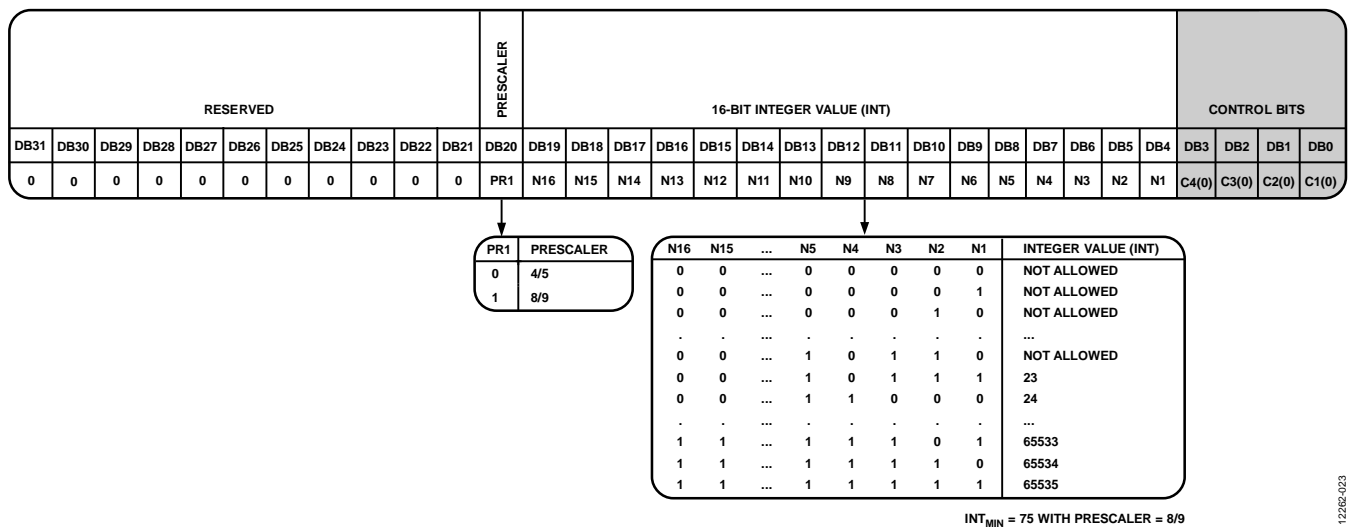 RESERVED PRESCALER 16-BIT INTEGER VALUE (INT) CONTROL BITS
DB31 DB30 DB29 DB28 DB27 DB26 DB25 DB24 DB23 DB22 DB21 DB20 DB19 DB18 DB17 DB16 DB15 DB14 DB13 DB12 DB11 DB10 DB9 DB8 DB7 DB6 DB5 DB4 DB3 DB2 DB1 DB0
0 0 0 0 0 0 0 0 0 0 0 PR1 N16 N15 N14 N13 N12 N11 N10 N9 N8 N7 N6 N5 N4 N3 N2 N1 C4(0) C3(0) C2(0) C1(0)
PR1 PRESCALER
0 4/5
1 8/9
N16 N15 ... N5 N4 N3 N2 N1 INTEGER VALUE (INT)
0 0 ... 0 0 0 0 0 NOT ALLOWED
0 0 ... 0 0 0 0 1 NOT ALLOWED
0 0 ... 0 0 0 1 0 NOT ALLOWED
. . ... . . . . . ...
0 0 ... 1 0 1 1 0 NOT ALLOWED
0 0 ... 1 0 1 1 1 23
0 0 ... 1 1 0 0 0 24
. . ... . . . . . ...
1 1 ... 1 1 1 0 1 65533
1 1 ... 1 1 1 1 0 65534
1 1 ... 1 1 1 1 1 65535
INTMIN = 75 WITH PRESCALER = 8/9
12262-023